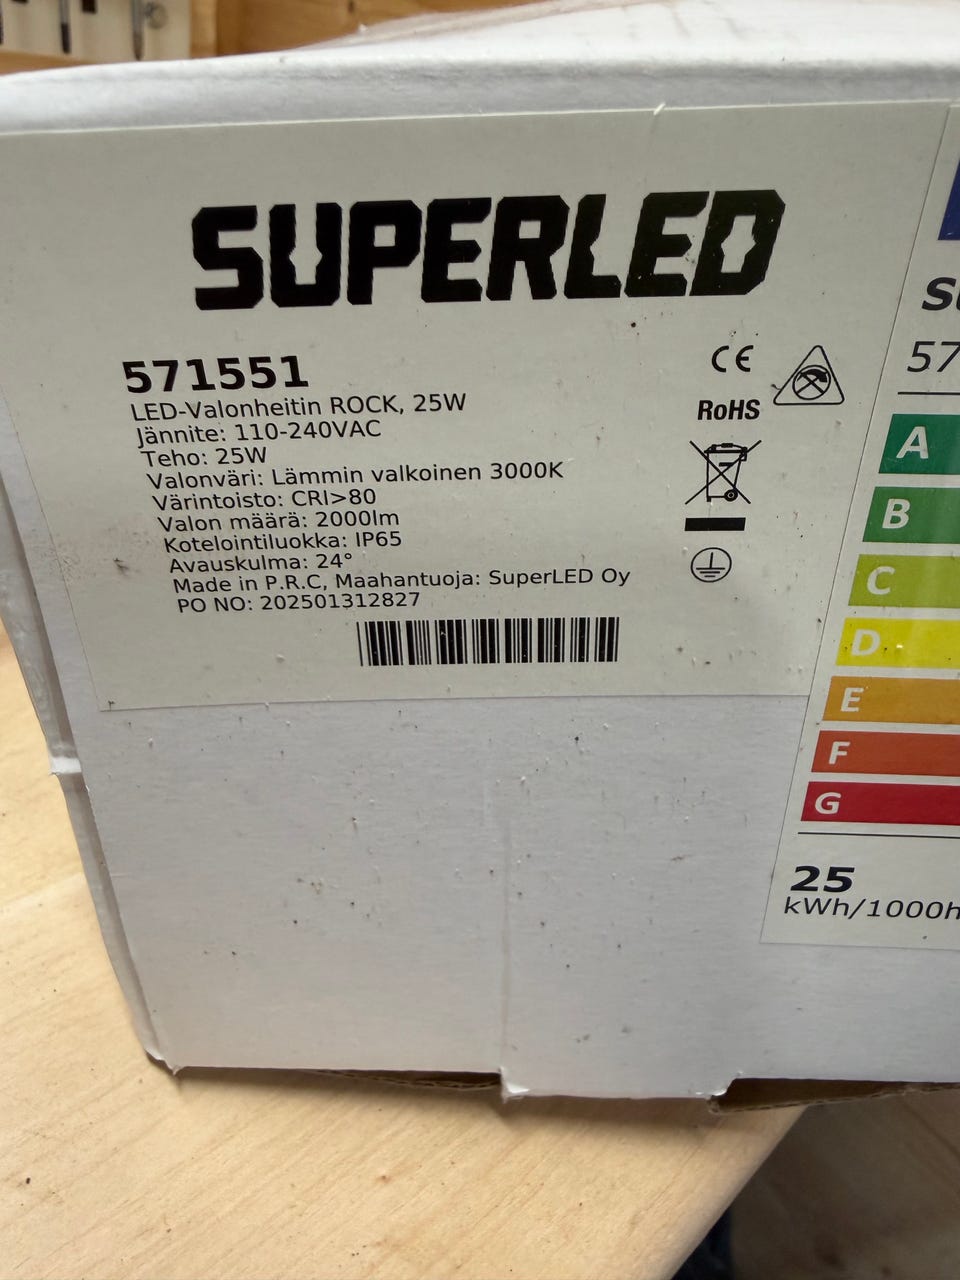 SUPERLED
571551
LED-Valonheitin ROCK, 25W
Jännite: 110-240VAC
Teho: 25W
Valonväri: Lämmin valkoinen 3000K
Värintoisto: CRI>80
Valon määrä: 2000lm
Kotelointiluokka: IP65
Avauskulma: 24°
Made in P.R.C, Maahantuoja: SuperLED Oy
PO NO: 202501312827
CE
RoHS
57
A
B
C
D
E
F
G
25
kWh/1000h